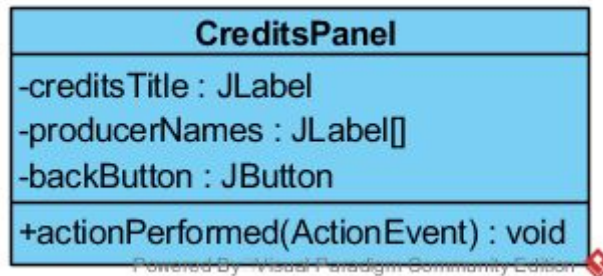 CreditsPanel
-creditsTitle : JLabel
-producerNames : JLabel[]
-backButton : JButton
+actionPerformed(ActionEvent) : void
Powered By Visual Paradigm Community Edition